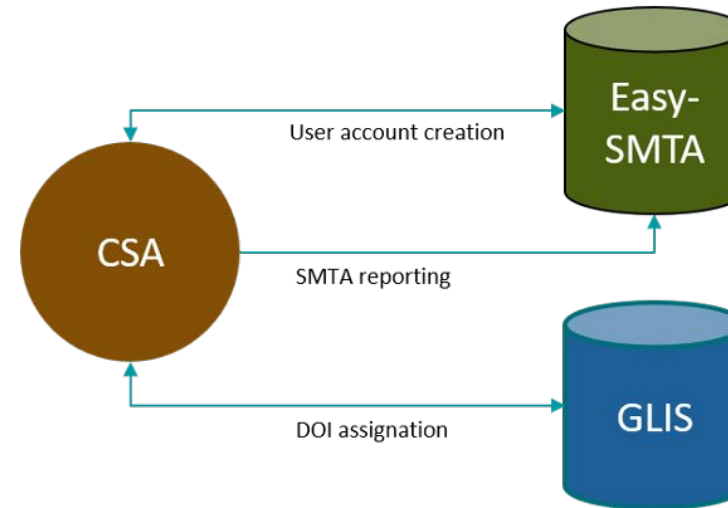 Easy-
SMTA
User account creation
CSA
SMTA reporting
GLIS
DOI assignation